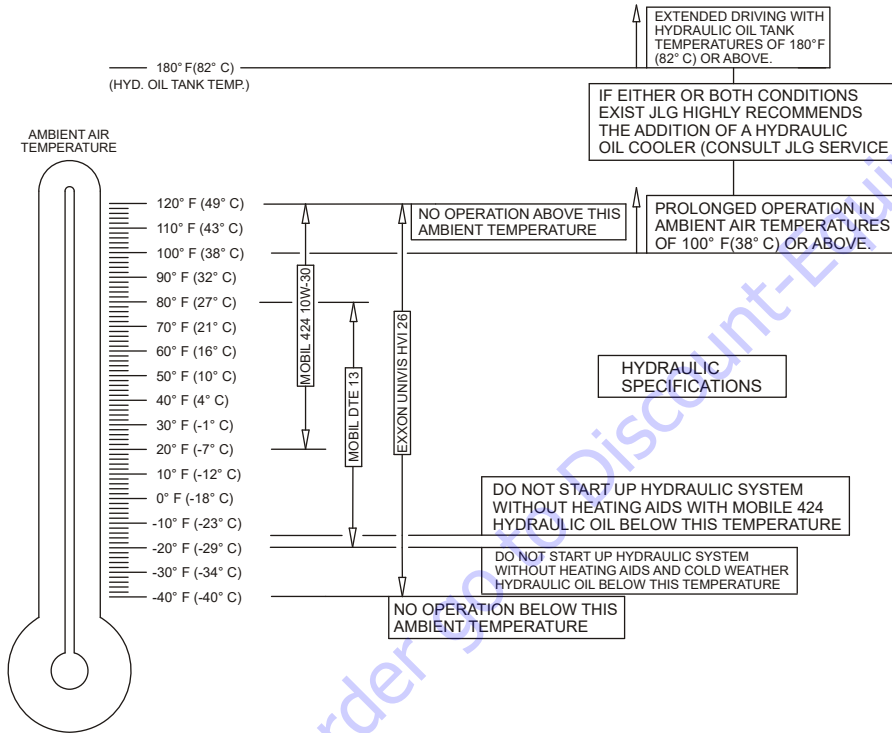 EXTENDED DRIVING WITH
HYDRAULIC OIL TANK
TEMPERATURES OF 180°F
(82° C) OR ABOVE.
180° F(82° C)
(HYD. OIL TANK TEMP.)
IF EITHER OR BOTH CONDITIONS
EXIST JLG HIGHLY RECOMMENDS
THE ADDITION OF A HYDRAULIC
OIL COOLER (CONSULT JLG SERVICE
AMBIENT AIR
TEMPERATURE
120° F (49° C)
110° F (43° C)
100° F (38° C)
90° F (32° C)
80° F (27° C)
70° F (21° C)
60° F (16° C)
50° F (10° C)
40° F (4° C)
30° F (-1° C)
20° F (-7° C)
10° F (-12° C)
0° F (-18° C)
-10° F (-23° C)
-20° F (-29° C)
-30° F (-34° C)
-40° F (-40° C)
NO OPERATION ABOVE THIS
AMBIENT TEMPERATURE
PROLONGED OPERATION IN
AMBIENT AIR TEMPERATURES
OF 100° F(38° C) OR ABOVE.
MOBIL 424 10W-30
MOBIL DTE 13
EXXON UNIVIS HVI 26
HYDRAULIC
SPECIFICATIONS
DO NOT START UP HYDRAULIC SYSTEM
WITHOUT HEATING AIDS WITH MOBILE 424
HYDRAULIC OIL BELOW THIS TEMPERATURE
DO NOT START UP HYDRAULIC SYSTEM
WITHOUT HEATING AIDS AND COLD WEATHER
HYDRAULIC OIL BELOW THIS TEMPERATURE
NO OPERATION BELOW THIS
AMBIENT TEMPERATURE
order go to Discount-Equi